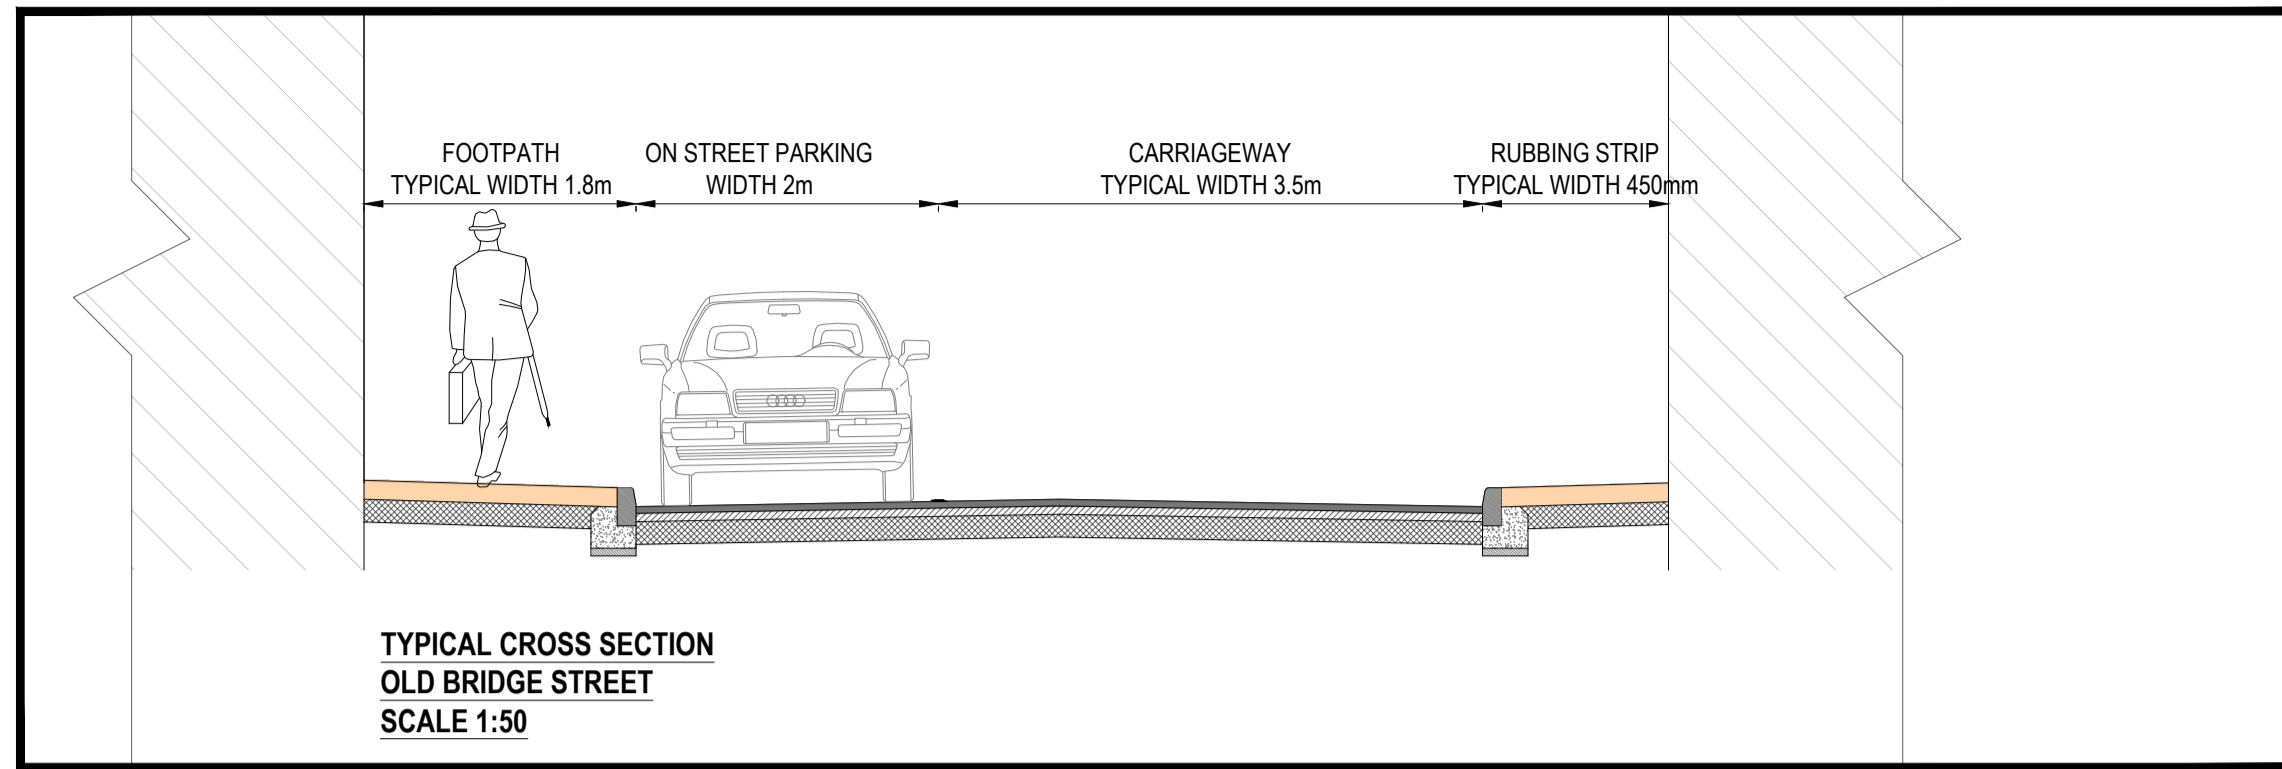 FOOTPATH
TYPICAL WIDTH 1.8m
ON STREET PARKING
WIDTH 2m
CARRIAGEWAY
TYPICAL WIDTH 3.5m
RUBBING STRIP
TYPICAL WIDTH 450mm
TYPICAL CROSS SECTION
OLD BRIDGE STREET
SCALE 1:50